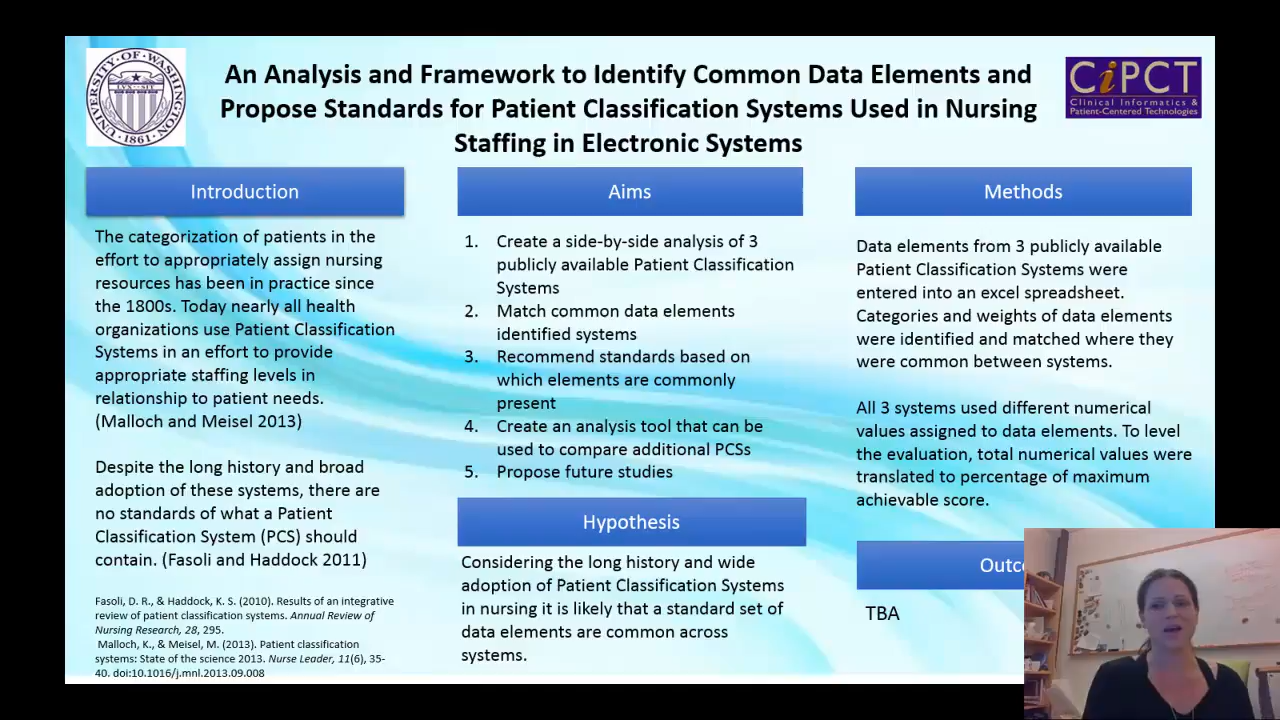 UNIVERSITY OF WASHINGTON
LVX SIT
1861
An Analysis and Framework to Identify Common Data Elements and
Propose Standards for Patient Classification Systems Used in Nursing
Staffing in Electronic Systems
CiPCT
Clinical Informatics &
Patient-Centered Technologies
Introduction
The categorization of patients in the
effort to appropriately assign nursing
resources has been in practice since
the 1800s. Today nearly all health
organizations use Patient Classification
Systems in an effort to provide
appropriate staffing levels in
relationship to patient needs.
(Malloch and Meisel 2013)
Despite the long history and broad
adoption of these systems, there are
no standards of what a Patient
Classification System (PCS) should
contain. (Fasoli and Haddock 2011)
Fasoli, D. R., & Haddock, K. S. (2010). Results of an integrative
review of patient classification systems. Annual Review of
Nursing Research, 28, 295.
Malloch, K., & Meisel, M. (2013). Patient classification
systems: State of the science 2013. Nurse Leader, 11(6), 35-
40. doi:10.1016/j.mnl.2013.09.008
Aims
1. Create a side-by-side analysis of 3
publicly available Patient Classification
Systems
2. Match common data elements
identified systems
3. Recommend standards based on
which elements are commonly
present
4. Create an analysis tool that can be
used to compare additional PCSs
5. Propose future studies
Hypothesis
Considering the long history and wide
adoption of Patient Classification Systems
in nursing it is likely that a standard set of
data elements are common across
systems.
Methods
Data elements from 3 publicly available
Patient Classification Systems were
entered into an excel spreadsheet.
Categories and weights of data elements
were identified and matched where they
were common between systems.
All 3 systems used different numerical
values assigned to data elements. To level
the evaluation, total numerical values were
translated to percentage of maximum
achievable score.
Outc
TBA